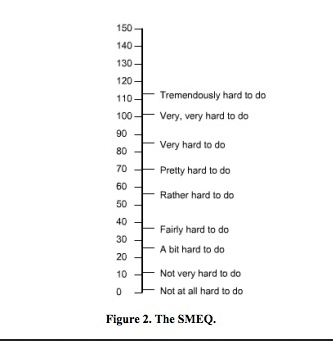 150
140
130
120
110
Tremendously hard to do
100
Very, very hard to do
90
Very hard to do
80
70
Pretty hard to do
60
Rather hard to do
50
40
Fairly hard to do
30
A bit hard to do
20
10
Not very hard to do
0
Not at all hard to do
Figure 2. The SMEQ.